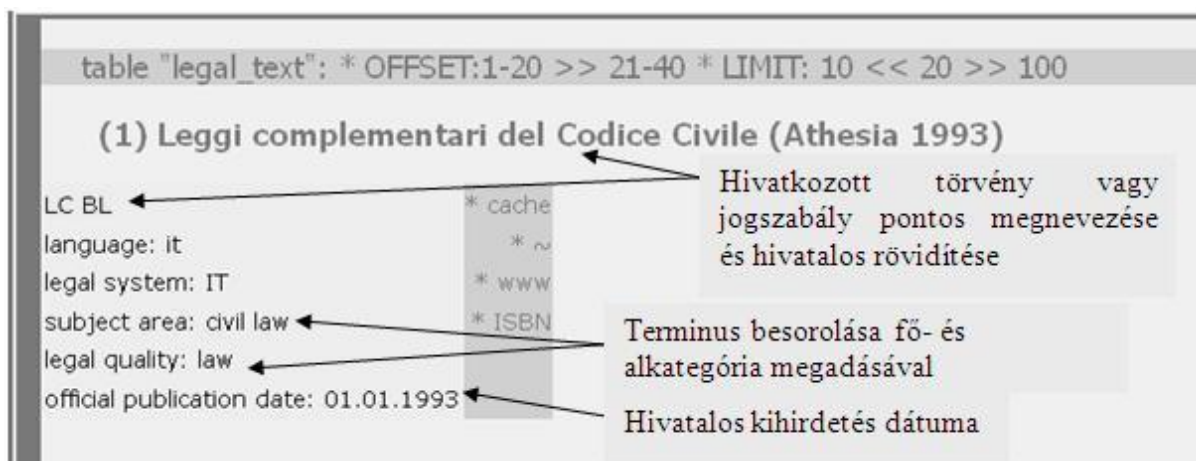 table "legal_text": * OFFSET:1-20 >> 21-40 * LIMIT: 10 << 20 >> 100
(1) Leggi complementari del Codice Civile (Athesia 1993)
LC BL
* cache
language: it
* ~
legal system: IT
* www
subject area: civil law
* ISBN
legal quality: law
official publication date: 01.01.1993
Hivatkozott törvény vagy
jogszabály pontos megnevezése
és hivatalos rövidítése
Terminus besorolása fő- és
alkategória megadásával
Hivatalos kihirdetés dátuma